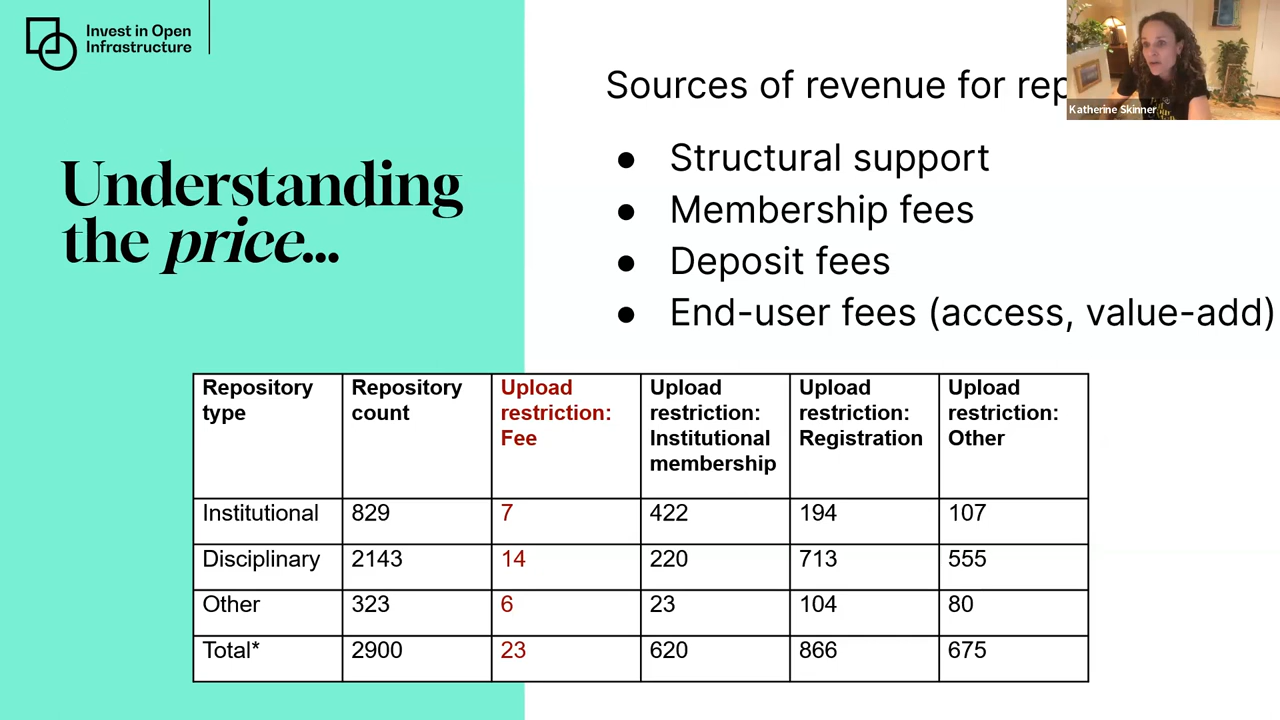 Invest in Open
Infrastructure
Understanding
the price...
Sources of revenue for rep
Katherine Skinner
● Structural support
● Membership fees
● Deposit fees
● End-user fees (access, value-add)
Repository type | Repository count | Upload restriction: Fee | Upload restriction: Institutional membership | Upload restriction: Registration | Upload restriction: Other
Institutional | 829 | 7 | 422 | 194 | 107
Disciplinary | 2143 | 14 | 220 | 713 | 555
Other | 323 | 6 | 23 | 104 | 80
Total* | 2900 | 23 | 620 | 866 | 675